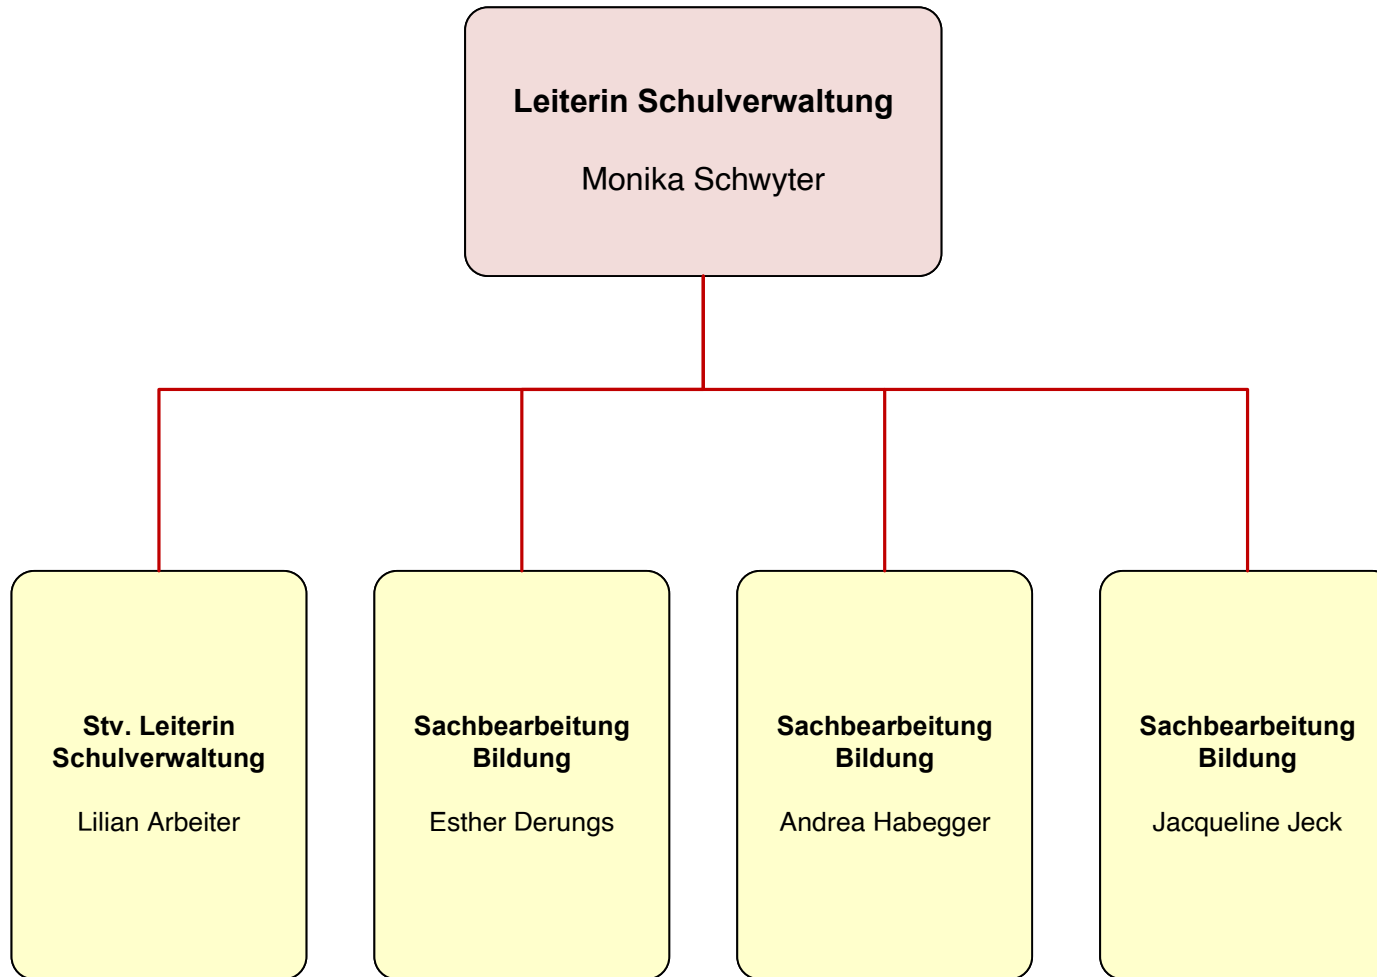 Leiterin Schulverwaltung
Monika Schwyter
Stv. Leiterin
Schulverwaltung
Lilian Arbeiter
Sachbearbeitung
Bildung
Esther Derungs
Sachbearbeitung
Bildung
Andrea Habegger
Sachbearbeitung
Bildung
Jacqueline Jeck